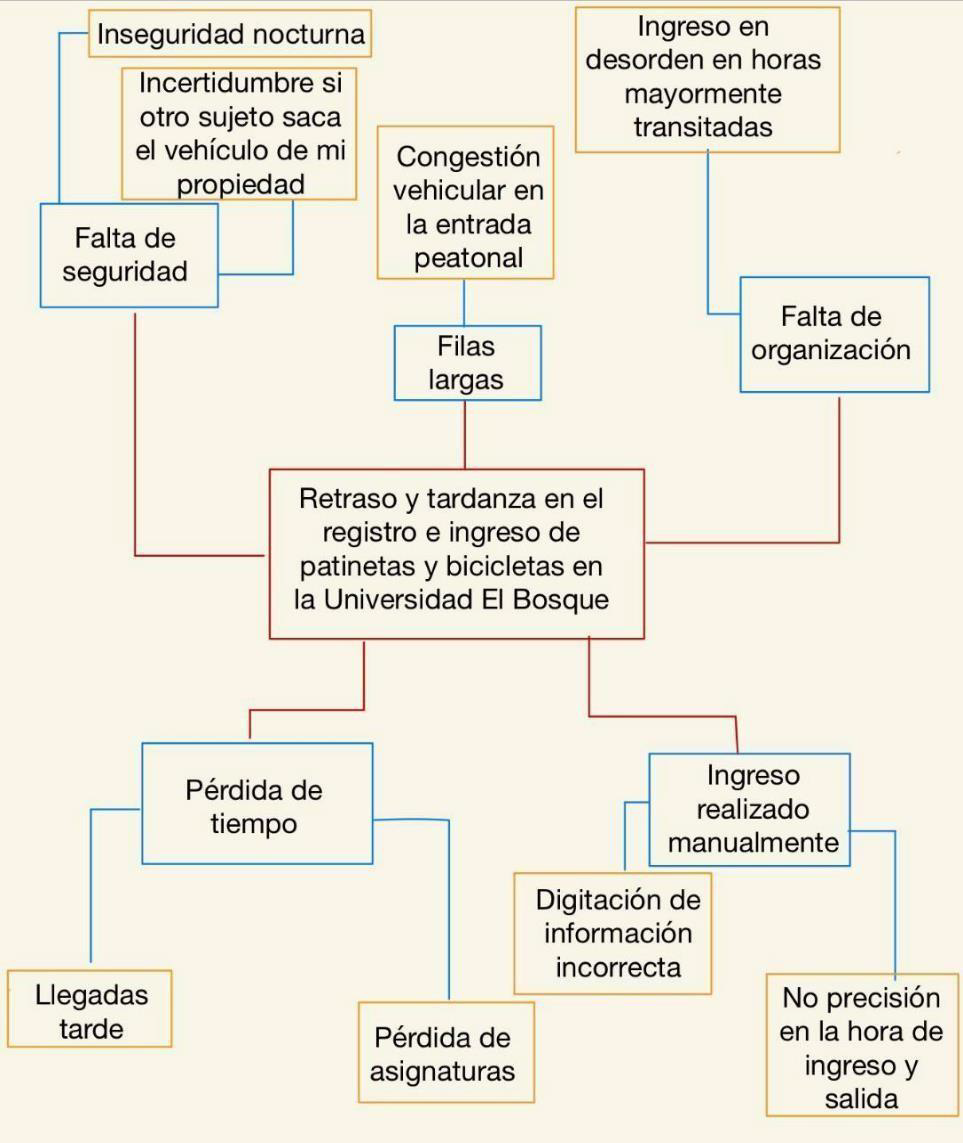 Inseguridad nocturna
Incertidumbre si
otro sujeto saca
el vehículo de mi
propiedad
Falta de
seguridad
Congestión
vehicular en
la entrada
peatonal
Filas
largas
Ingreso en
desorden en horas
mayormente
transitadas
Falta de
organización
Retraso y tardanza en el
registro e ingreso de
patinetas y bicicletas en
la Universidad El Bosque
Pérdida de
tiempo
Llegadas
tarde
Pérdida de
asignaturas
Ingreso
realizado
manualmente
Digitación de
información
incorrecta
No precisión
en la hora de
ingreso y
salida